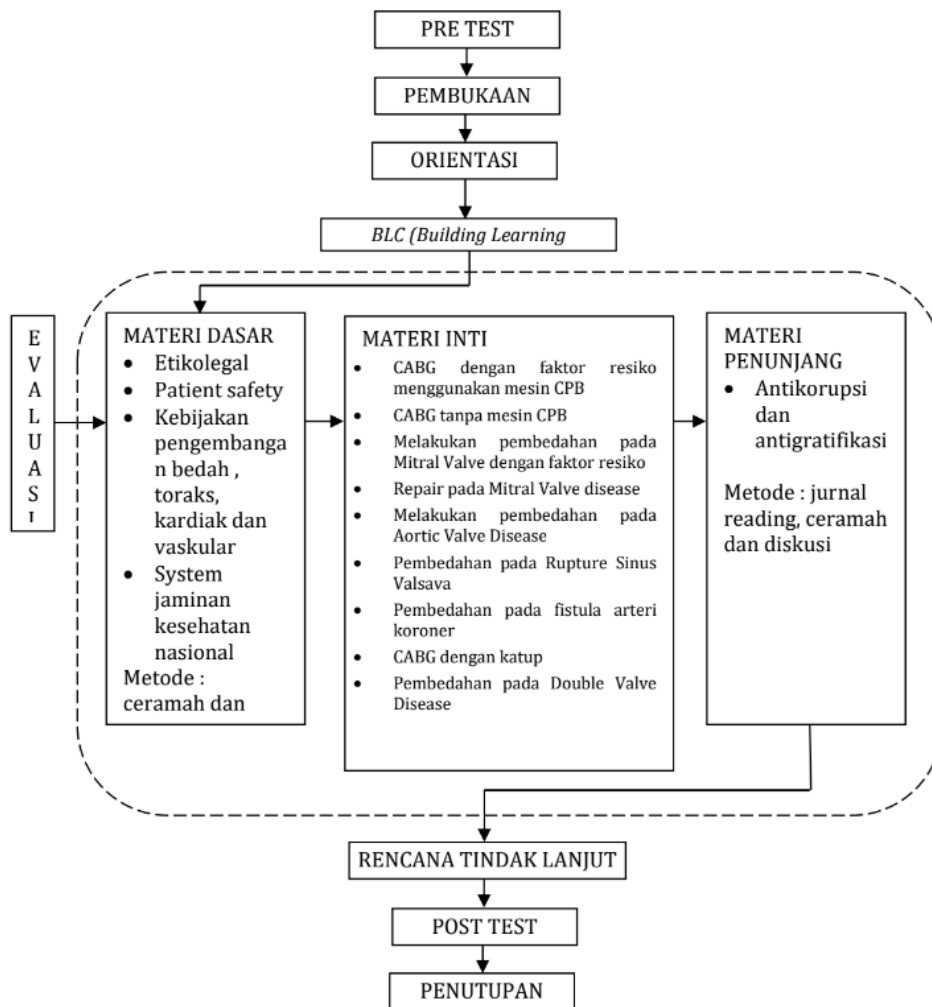 PRE TEST
PEMBUKAAN
ORIENTASI
BLC (Building Learning
E
V
A
L
U
A
S
I
MATERI DASAR
• Etikolegal
• Patient safety
• Kebijakan
pengembanga
n bedah ,
toraks,
kardiak dan
vaskular
• System
jaminan
kesehatan
nasional
Metode :
ceramah dan
MATERI INTI
• CABG dengan faktor resiko
menggunakan mesin CPB
• CABG tanpa mesin CPB
• Melakukan pembedahan pada
Mitral Valve dengan faktor resiko
• Repair pada Mitral Valve disease
• Melakukan pembedahan pada
Aortic Valve Disease
• Pembedahan pada Rupture Sinus
Valsava
• Pembedahan pada fistula arteri
koroner
• CABG dengan katup
• Pembedahan pada Double Valve
Disease
MATERI
PENUNJANG
• Antikorupsi
dan
antigratifikasi
Metode : jurnal
reading, ceramah
dan diskusi
RENCANA TINDAK LANJUT
POST TEST
PENUTUPAN